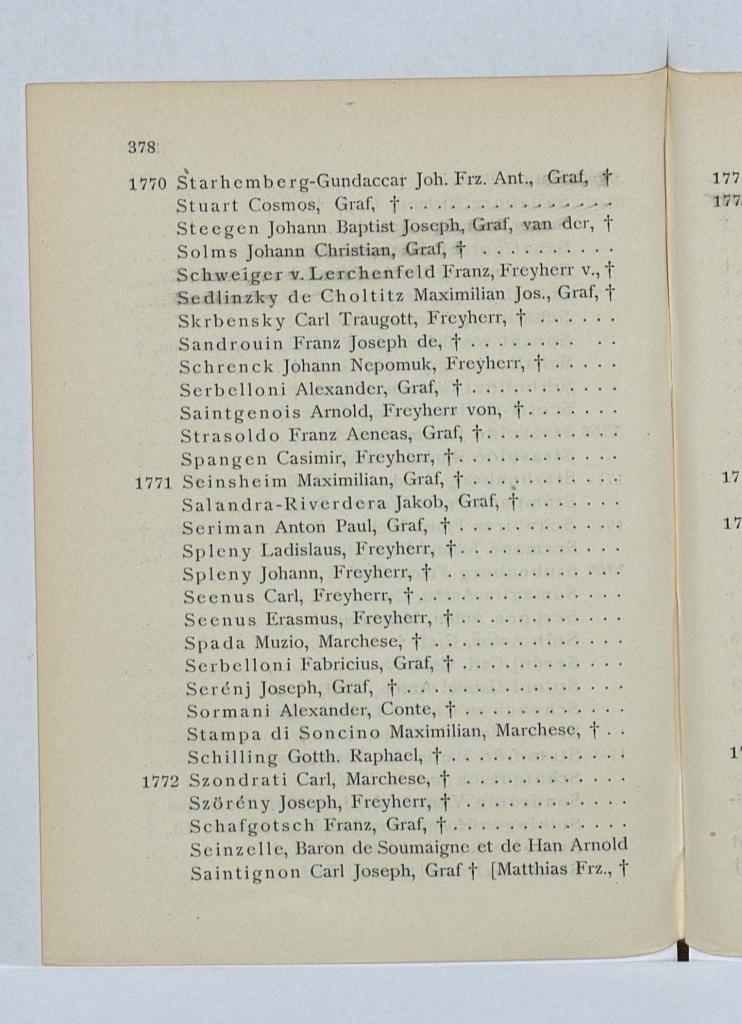 378
1770 Starhemberg-Gundaccar Joh. Frz. Ant., Graf, †
Stuart Cosmos, Graf, † . . . . . . . . . . . . . . .
Steegen Johann Baptist Joseph, Graf, van der, †
Solms Johann Christian, Graf, † . . . . . . . . . .
Schweiger v. Lerchenfeld Franz, Freyherr v., †
Sedlinzky de Choltitz Maximilian Jos., Graf, †
Skrbensky Carl Traugott, Freyherr, † . . . . . .
Sandrouin Franz Joseph de, † . . . . . . . . . .
Schrenck Johann Nepomuk, Freyherr, † . . . . .
Serbelloni Alexander, Graf, † . . . . . . . . . . .
Saintgenois Arnold, Freyherr von, † . . . . . . .
Strasoldo Franz Aeneas, Graf, † . . . . . . . . . .
Spangen Casimir, Freyherr, † . . . . . . . . . . . .
1771 Seinsheim Maximilian, Graf, † . . . . . . . . . . .
Salandra-Riverdera Jakob, Graf, † . . . . . . .
Seriman Anton Paul, Graf, † . . . . . . . . . . . .
Spleny Ladislaus, Freyherr, † . . . . . . . . . . . .
Spleny Johann, Freyherr, † . . . . . . . . . . . . .
Seenus Carl, Freyherr, † . . . . . . . . . . . . . . .
Seenus Erasmus, Freyherr, † . . . . . . . . . . . .
Spada Muzio, Marchese, † . . . . . . . . . . . . . .
Serbelloni Fabricius, Graf, † . . . . . . . . . . . .
Serénj Joseph, Graf, † . . . . . . . . . . . . . . . .
Sormani Alexander, Conte, † . . . . . . . . . . . .
Stampa di Soncino Maximilian, Marchese, † . .
Schilling Gotth. Raphael, † . . . . . . . . . . . . .
1772 Szondrati Carl, Marchese, † . . . . . . . . . . . .
Szörény Joseph, Freyherr, † . . . . . . . . . . . .
Schafgotsch Franz, Graf, † . . . . . . . . . . . . .
Seinzelle, Baron de Soumaigne et de Han Arnold
Saintignon Carl Joseph, Graf † [Matthias Frz., †